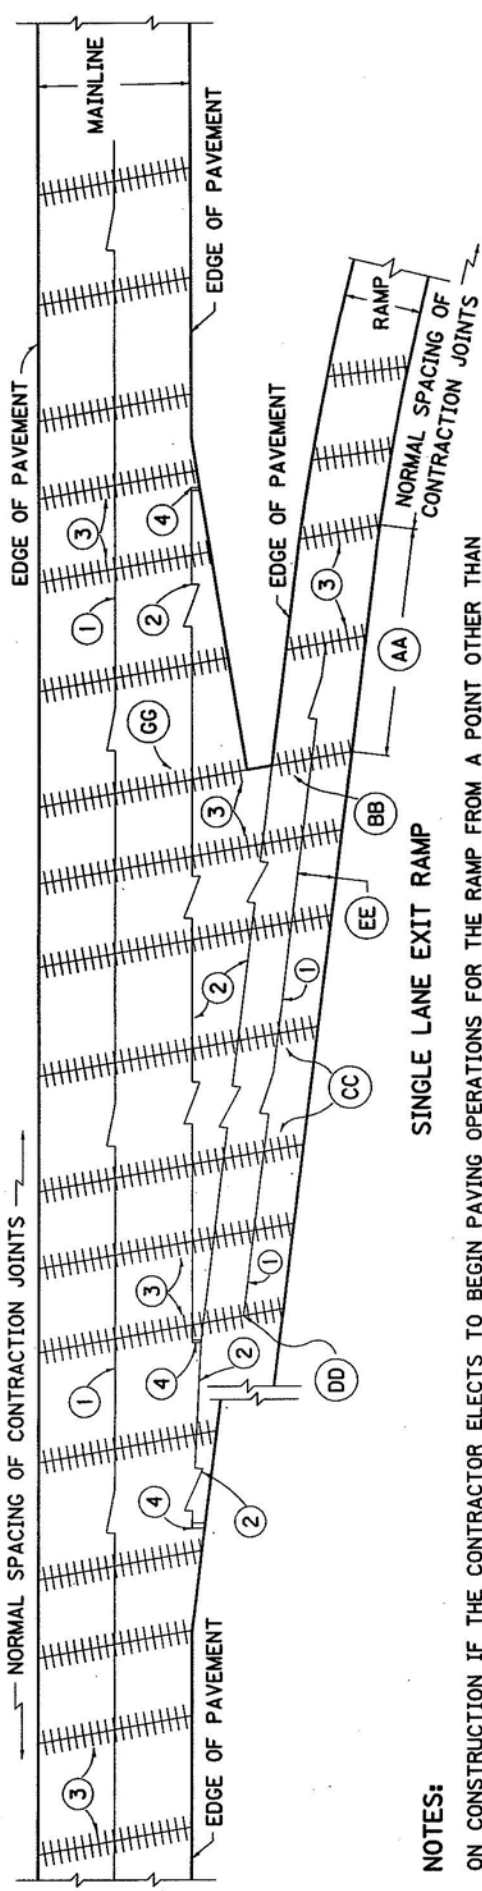 NORMAL SPACING OF CONTRACTION JOINTS
EDGE OF PAVEMENT
MAINLINE
3
1
4
2
3
1
2
4
3
2
GG
3
1
3
4
2
EDGE OF PAVEMENT
EDGE OF PAVEMENT
EDGE OF PAVEMENT
RAMP
NORMAL SPACING OF
CONTRACTION JOINTS
1
DD
CC
1
EE
BB
3
AA
SINGLE LANE EXIT RAMP
NOTES:
ON CONSTRUCTION IF THE CONTRACTOR ELECTS TO BEGIN PAVING OPERATIONS FOR THE RAMP FROM A POINT OTHER THAN